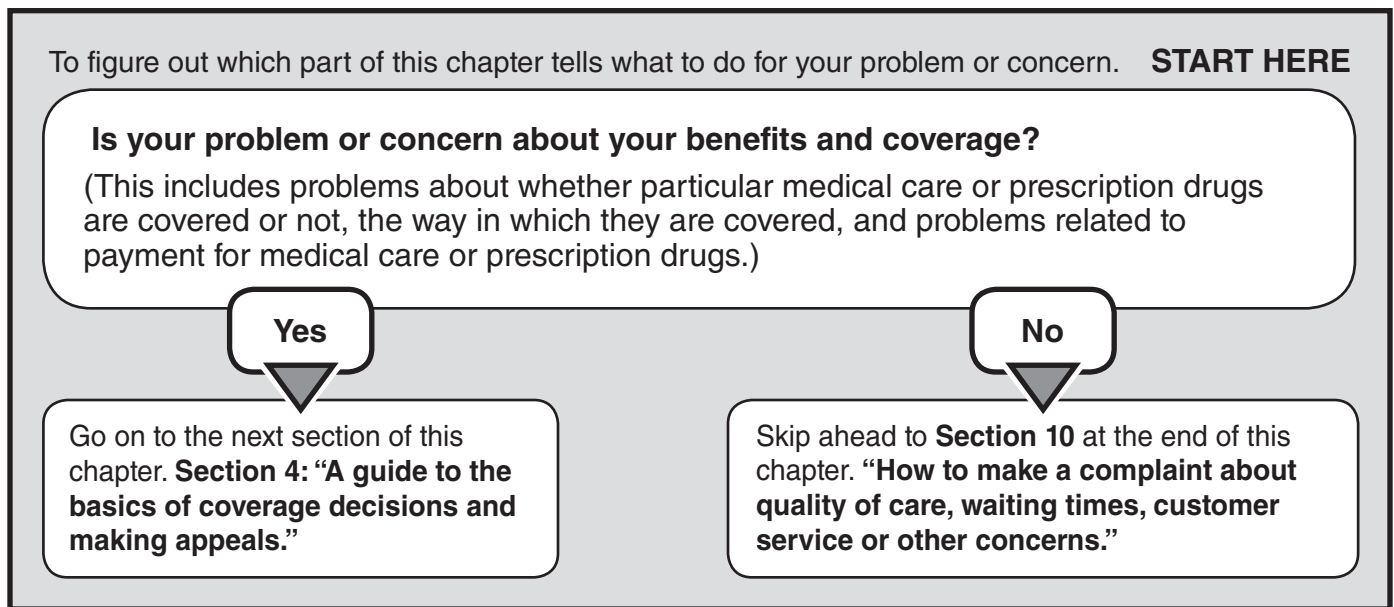 To figure out which part of this chapter tells what to do for your problem or concern. START HERE
Is your problem or concern about your benefits and coverage?
(This includes problems about whether particular medical care or prescription drugs
are covered or not, the way in which they are covered, and problems related to
payment for medical care or prescription drugs.)
Yes
No
Go on to the next section of this
chapter. Section 4: “A guide to the
basics of coverage decisions and
making appeals.”
Skip ahead to Section 10 at the end of this
chapter. “How to make a complaint about
quality of care, waiting times, customer
service or other concerns.”